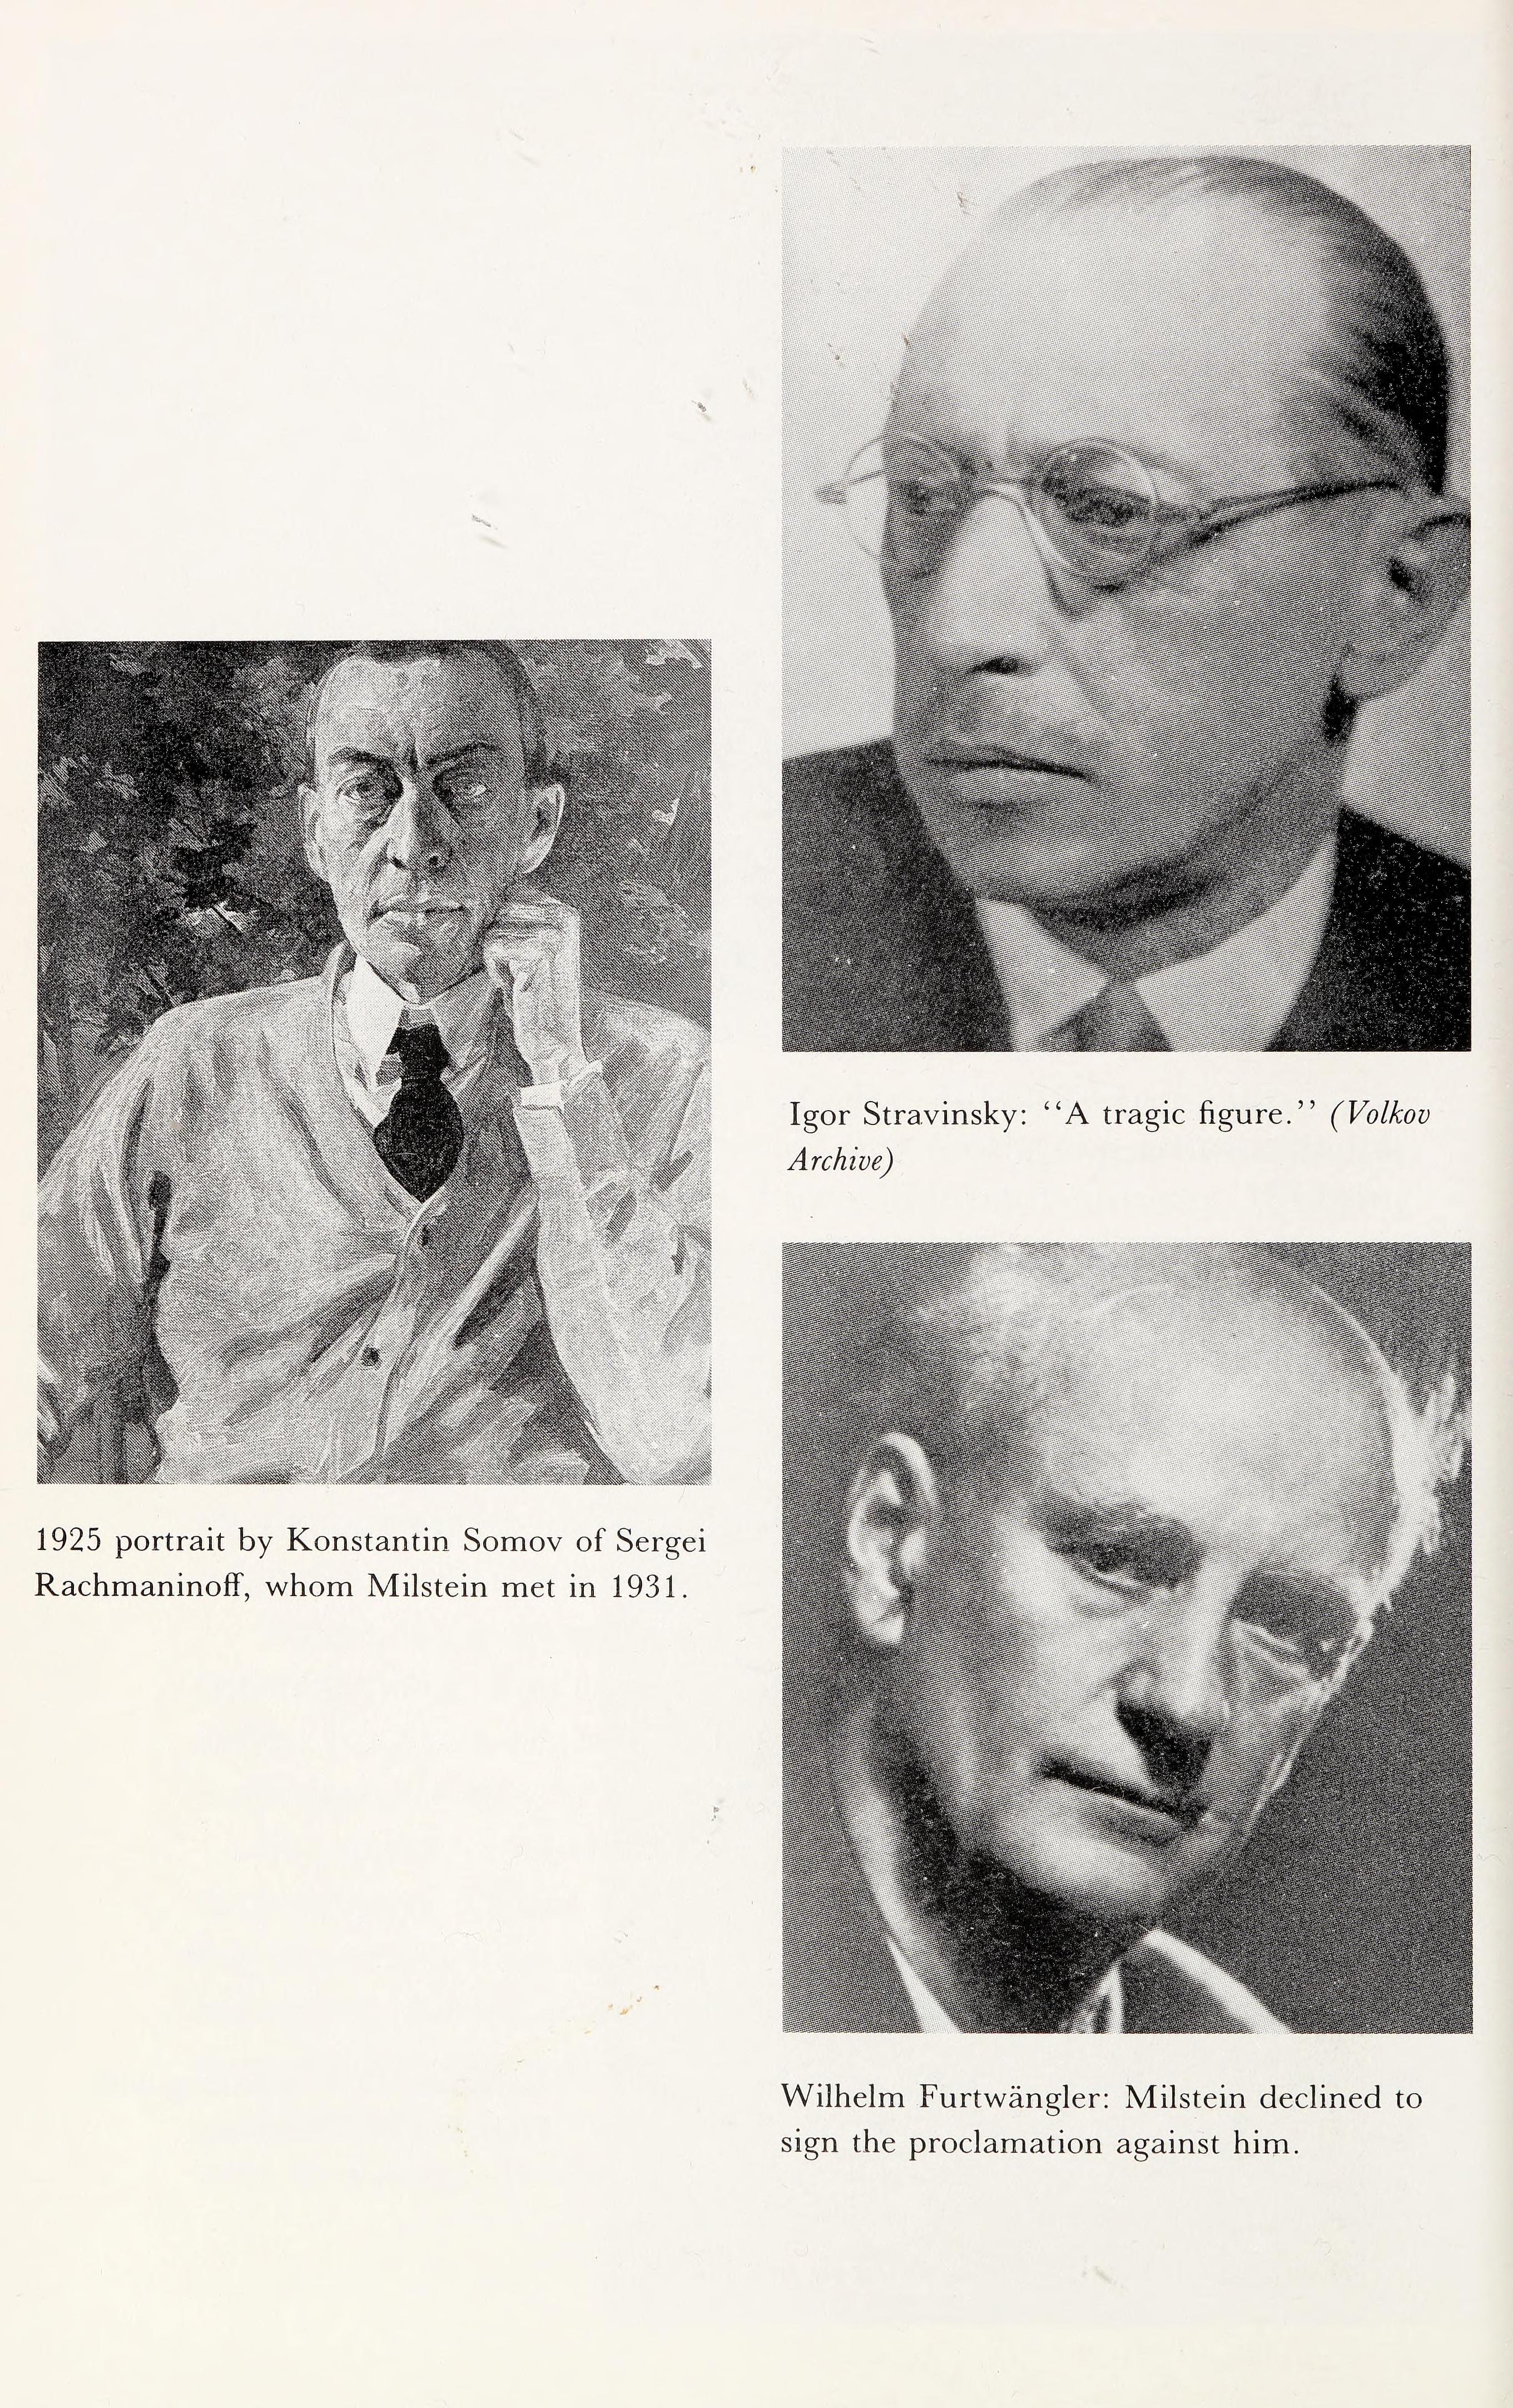 Igor Stravinsky: “A tragic figure.” (Volkov
Archive)
1925 portrait by Konstantin Somov of Sergei
Rachmaninoff, whom Milstein met in 1931.
Wilhelm Furtwängler: Milstein declined to
sign the proclamation against him.